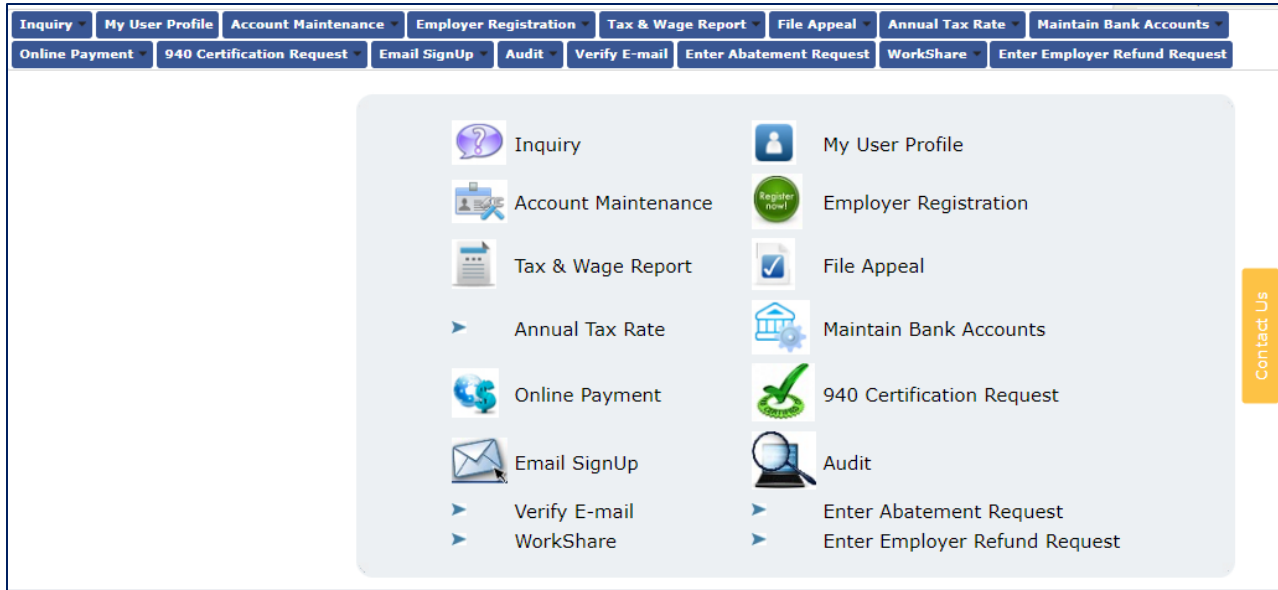 Inquiry My User Profile Account Maintenance Employer Registration Tax & Wage Report File Appeal Annual Tax Rate Maintain Bank Accounts
Online Payment 940 Certification Request Email SignUp Audit Verify E-mail Enter Abatement Request WorkShare Enter Employer Refund Request
Inquiry My User Profile
Account Maintenance Register now! Employer Registration
Tax & Wage Report File Appeal
Annual Tax Rate Maintain Bank Accounts
Online Payment CERTIFIED 940 Certification Request
Email SignUp Audit
Verify E-mail Enter Abatement Request
WorkShare Enter Employer Refund Request
Contact Us